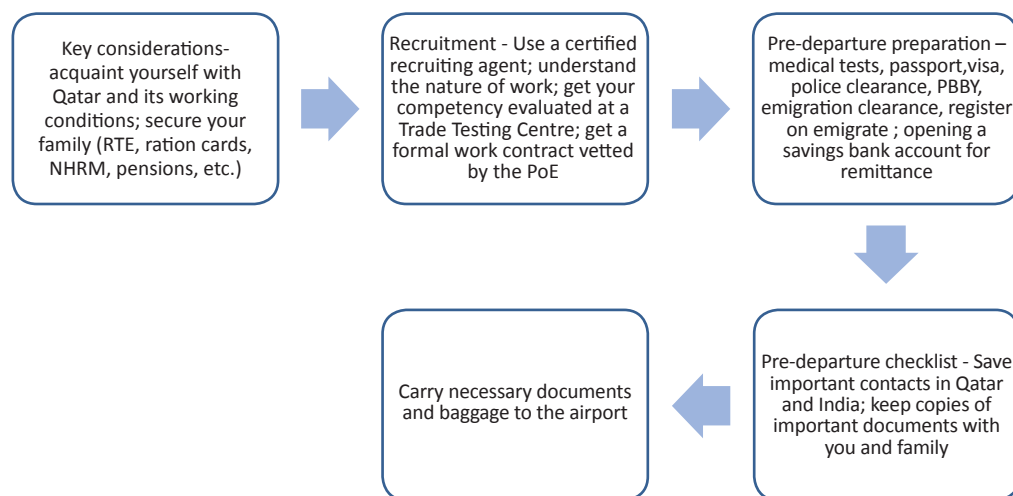 Key considerations-
acquaint yourself with
Qatar and its working
conditions; secure your
family (RTE, ration cards,
NHRM, pensions, etc.)
Recruitment - Use a certified
recruiting agent; understand
the nature of work; get your
competency evaluated at a
Trade Testing Centre; get a
formal work contract vetted
by the PoE
Pre-departure preparation –
medical tests, passport,visa,
police clearance, PBBY,
emigration clearance, register
on emigrate ; opening a
savings bank account for
remittance
Pre-departure checklist - Save
important contacts in Qatar
and India; keep copies of
important documents with
you and family
Carry necessary documents
and baggage to the airport